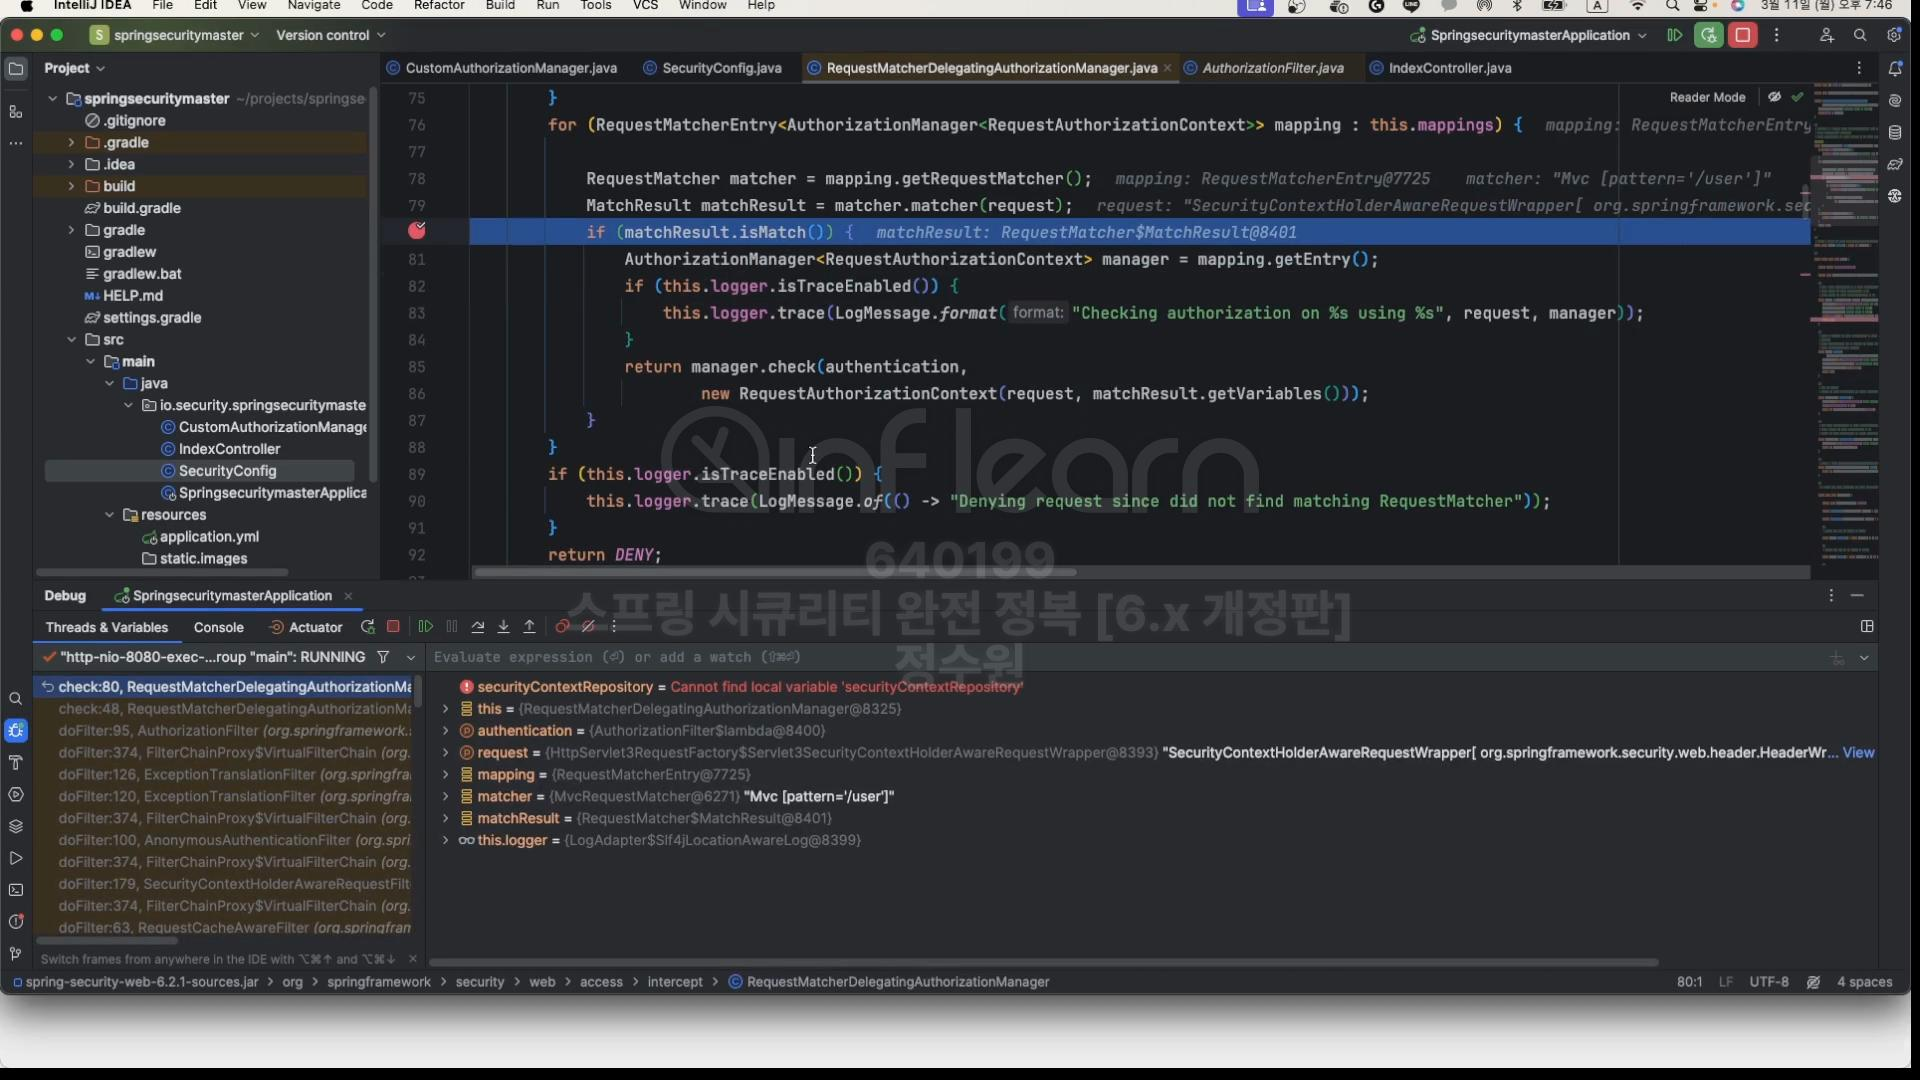 IntelliJ IDEA File Edit View Navigate Code Refactor Build Run Tools VCS Window Help A 3월 11일 (월) 오후 7:46
S springsecuritymaster Version control SpringsecuritymasterApplication
Project
CustomAuthorizationManager.java SecurityConfig.java RequestMatcherDelegatingAuthorizationManager.java AuthorizationFilter.java IndexController.java
Reader Mode
springsecuritymaster ~/projects/springse
.gitignore
.gradle
.idea
build
build.gradle
gradle
gradlew
gradlew.bat
M↓ HELP.md
settings.gradle
src
main
java
io.security.springsecuritymaste
CustomAuthorizationManage
IndexController
SecurityConfig
SpringsecuritymasterApplica
resources
application.yml
static.images
75 }
76 for (RequestMatcherEntry<AuthorizationManager<RequestAuthorizationContext>> mapping : this.mappings) { mapping: RequestMatcherEntry
77
78 RequestMatcher matcher = mapping.getRequestMatcher(); mapping: RequestMatcherEntry@7725 matcher: "Mvc [pattern='/user']"
79 MatchResult matchResult = matcher.matcher(request); request: "SecurityContextHolderAwareRequestWrapper[ org.springframework.sec
if (matchResult.isMatch()) { matchResult: RequestMatcher$MatchResult@8401
81 AuthorizationManager<RequestAuthorizationContext> manager = mapping.getEntry();
82 if (this.logger.isTraceEnabled()) {
83 this.logger.trace(LogMessage.format( format: "Checking authorization on %s using %s", request, manager));
84 }
85 return manager.check(authentication,
86 new RequestAuthorizationContext(request, matchResult.getVariables()));
87 }
88 }
89 if (this.logger.isTraceEnabled()) {
90 this.logger.trace(LogMessage.of(() -> "Denying request since did not find matching RequestMatcher"));
91 }
92 return DENY;
inflearn
640199
스프링 시큐리티 완전 정복 [6.x 개정판]
정수원
Debug SpringsecuritymasterApplication
Threads & Variables Console Actuator
"http-nio-8080-exec-...roup "main": RUNNING
check:80, RequestMatcherDelegatingAuthorizationMa
check:48, RequestMatcherDelegatingAuthorizationMa
doFilter:95, AuthorizationFilter (org.springframework.
doFilter:374, FilterChainProxy$VirtualFilterChain (org.
doFilter:126, ExceptionTranslationFilter (org.springfra
doFilter:120, ExceptionTranslationFilter (org.springfra
doFilter:374, FilterChainProxy$VirtualFilterChain (org.
doFilter:100, AnonymousAuthenticationFilter (org.spri
doFilter:374, FilterChainProxy$VirtualFilterChain (org.
doFilter:179, SecurityContextHolderAwareRequestFilt
doFilter:374, FilterChainProxy$VirtualFilterChain (org.
doFilter:63, RequestCacheAwareFilter (org.springfran
Switch frames from anywhere in the IDE with ⌥⌘↑ and ⌥⌘↓
Evaluate expression (⏎) or add a watch (⇧⌘⏎)
securityContextRepository = Cannot find local variable 'securityContextRepository'
this = {RequestMatcherDelegatingAuthorizationManager@8325}
authentication = {AuthorizationFilter$lambda@8400}
request = {HttpServlet3RequestFactory$Servlet3SecurityContextHolderAwareRequestWrapper@8393} "SecurityContextHolderAwareRequestWrapper[ org.springframework.security.web.header.HeaderWr... View
mapping = {RequestMatcherEntry@7725}
matcher = {MvcRequestMatcher@6271} "Mvc [pattern='/user']"
matchResult = {RequestMatcher$MatchResult@8401}
this.logger = {LogAdapter$Slf4jLocationAwareLog@8399}
spring-security-web-6.2.1-sources.jar > org > springframework > security > web > access > intercept > RequestMatcherDelegatingAuthorizationManager 80:1 LF UTF-8 4 spaces